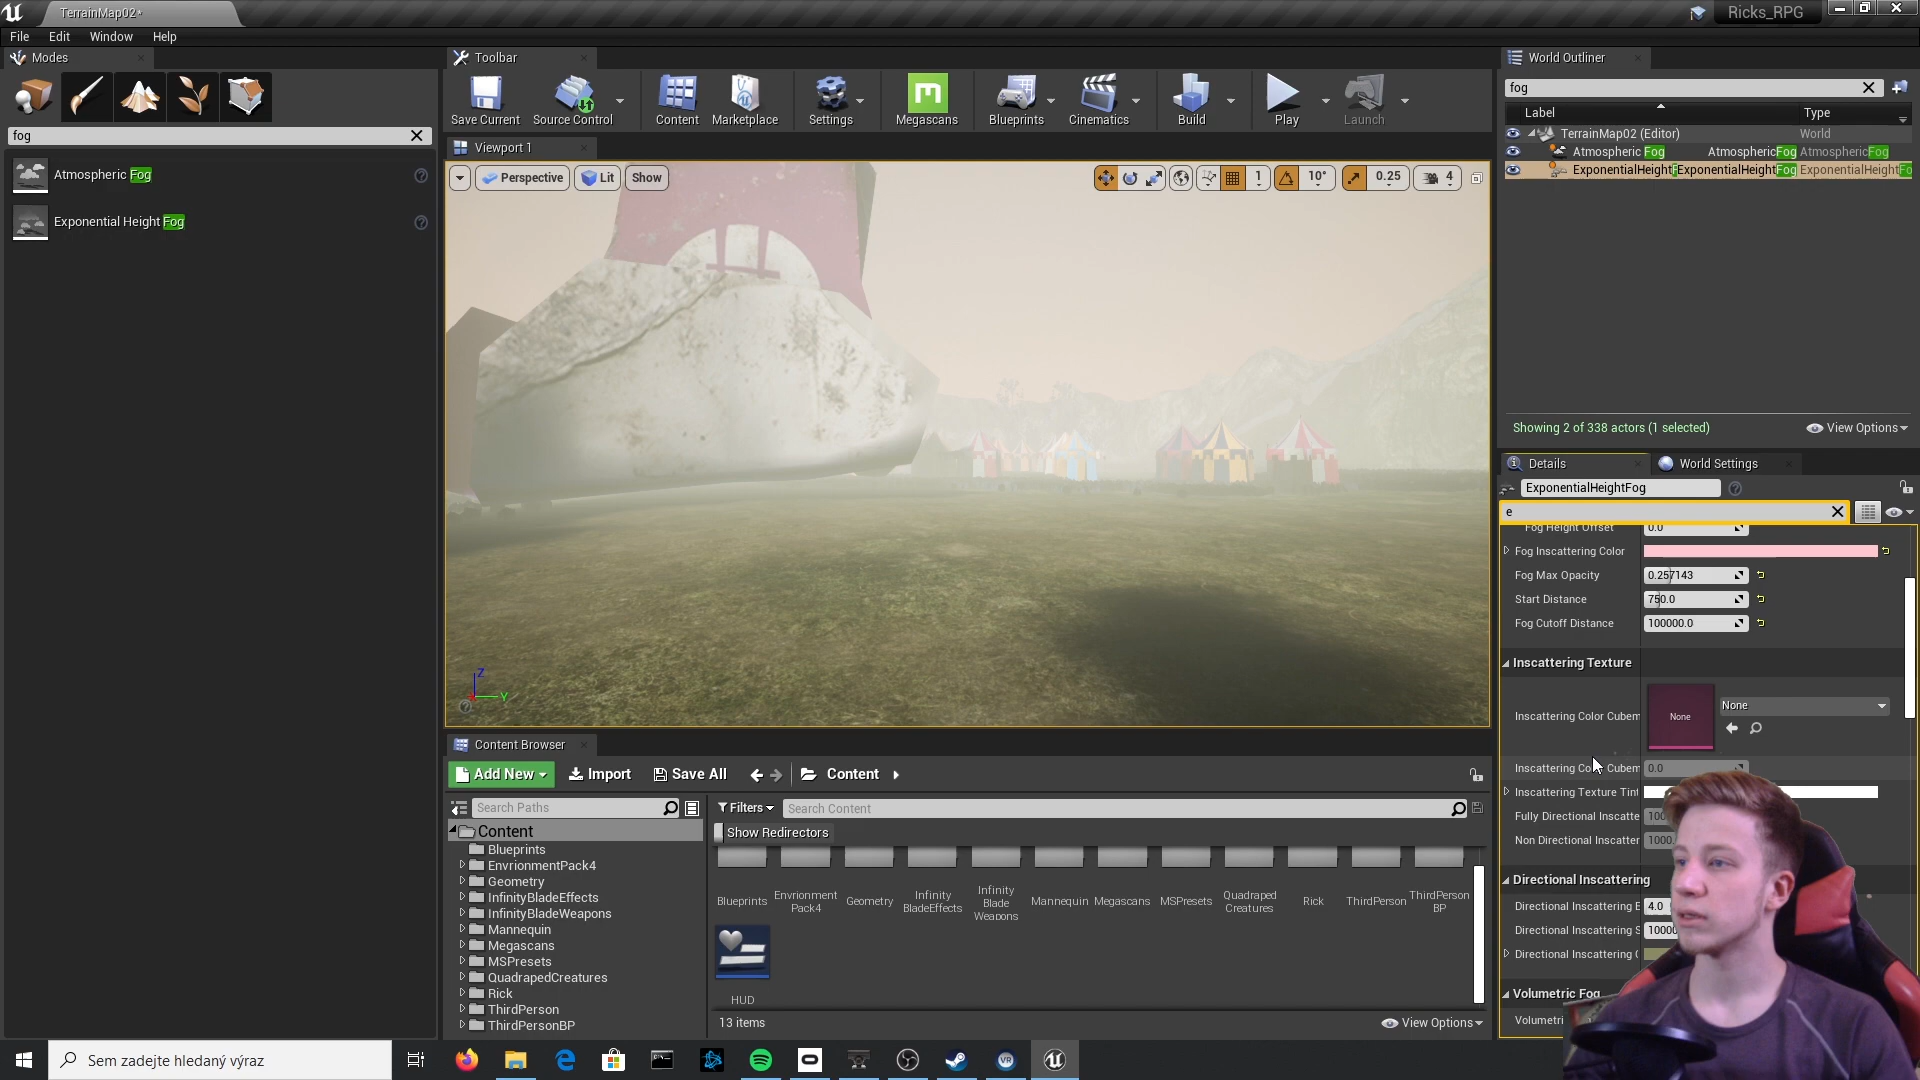 TerrainMap02*
Ricks_RPG
File Edit Window Help
Modes
fog
Atmospheric Fog
Exponential Height Fog
Toolbar
Save Current Source Control Content Marketplace Settings Megascans Blueprints Cinematics Build Play Launch
Viewport 1
Perspective Lit Show 1 10° 0.25 4
Z
Y
World Outliner
fog
Label Type
TerrainMap02 (Editor) World
Atmospheric Fog AtmosphericFog AtmosphericFog
ExponentialHeightF ExponentialHeightFog ExponentialHeightFo
Showing 2 of 338 actors (1 selected) View Options
Details World Settings
ExponentialHeightFog
e
Fog Height Offset 0.0
Fog Inscattering Color
Fog Max Opacity 0.257143
Start Distance 750.0
Fog Cutoff Distance 100000.0
Inscattering Texture
Inscattering Color Cubem None None
0.0
Inscattering Texture Tint
Fully Directional Inscatte 100
Non Directional Inscatter 1000.
Directional Inscattering
Directional Inscattering E 4.0
Directional Inscattering S 10000
Directional Inscattering C
Volumetric Fog
Volumetri
Content Browser
Add New Import Save All Content
Search Paths
Content
Blueprints
EnvrionmentPack4
Geometry
InfinityBladeEffects
InfinityBladeWeapons
Mannequin
Megascans
MSPresets
QuadrapedCreatures
Rick
ThirdPerson
ThirdPersonBP
Filters Search Content
Show Redirectors
Blueprints Envrionment Pack4 Geometry Infinity BladeEffects Infinity Blade Weapons Mannequin Megascans MSPresets Quadraped Creatures Rick ThirdPerson ThirdPerson BP
HUD
13 items View Options
Sem zadejte hledaný výraz